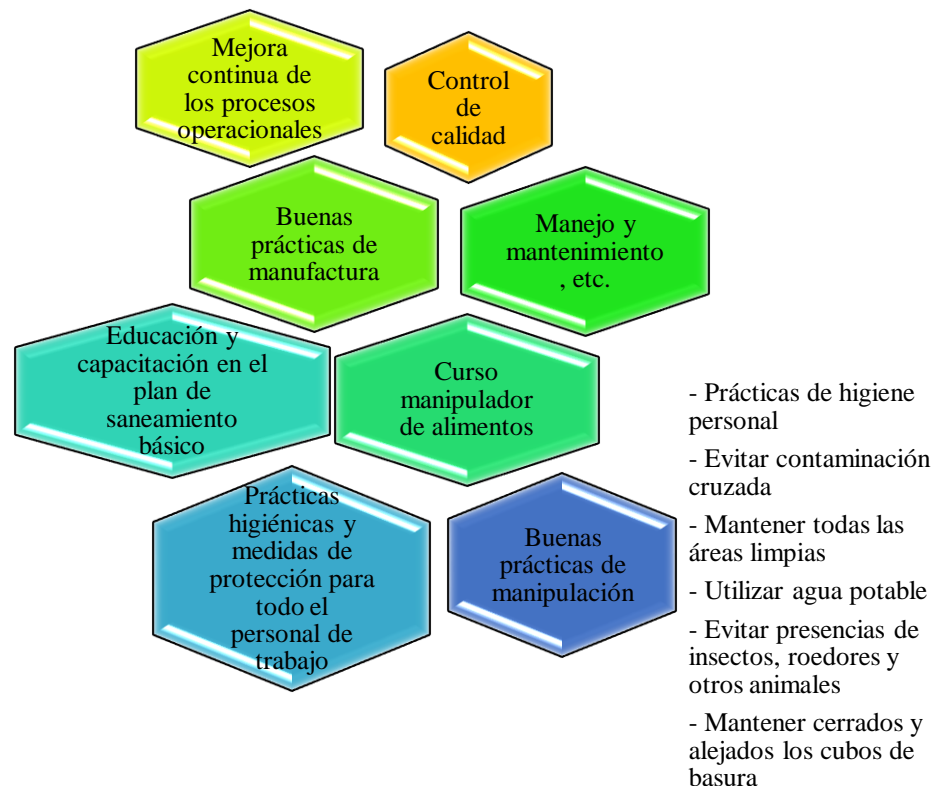 Mejora
continua de
los procesos
operacionales
Control
de
calidad
Buenas
prácticas de
manufactura
Manejo y
mantenimiento
, etc.
Educación y
capacitación en el
plan de
saneamiento
básico
Curso
manipulador
de alimentos
Prácticas
higiénicas y
medidas de
protección para
todo el
personal de
trabajo
Buenas
prácticas de
manipulación
- Prácticas de higiene
personal
- Evitar contaminación
cruzada
- Mantener todas las
áreas limpias
- Utilizar agua potable
- Evitar presencias de
insectos, roedores y
otros animales
- Mantener cerrados y
alejados los cubos de
basura